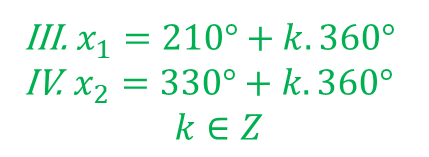 III. x₁ = 210° + k. 360°
IV. x₂ = 330° + k. 360°
k ∈ Z